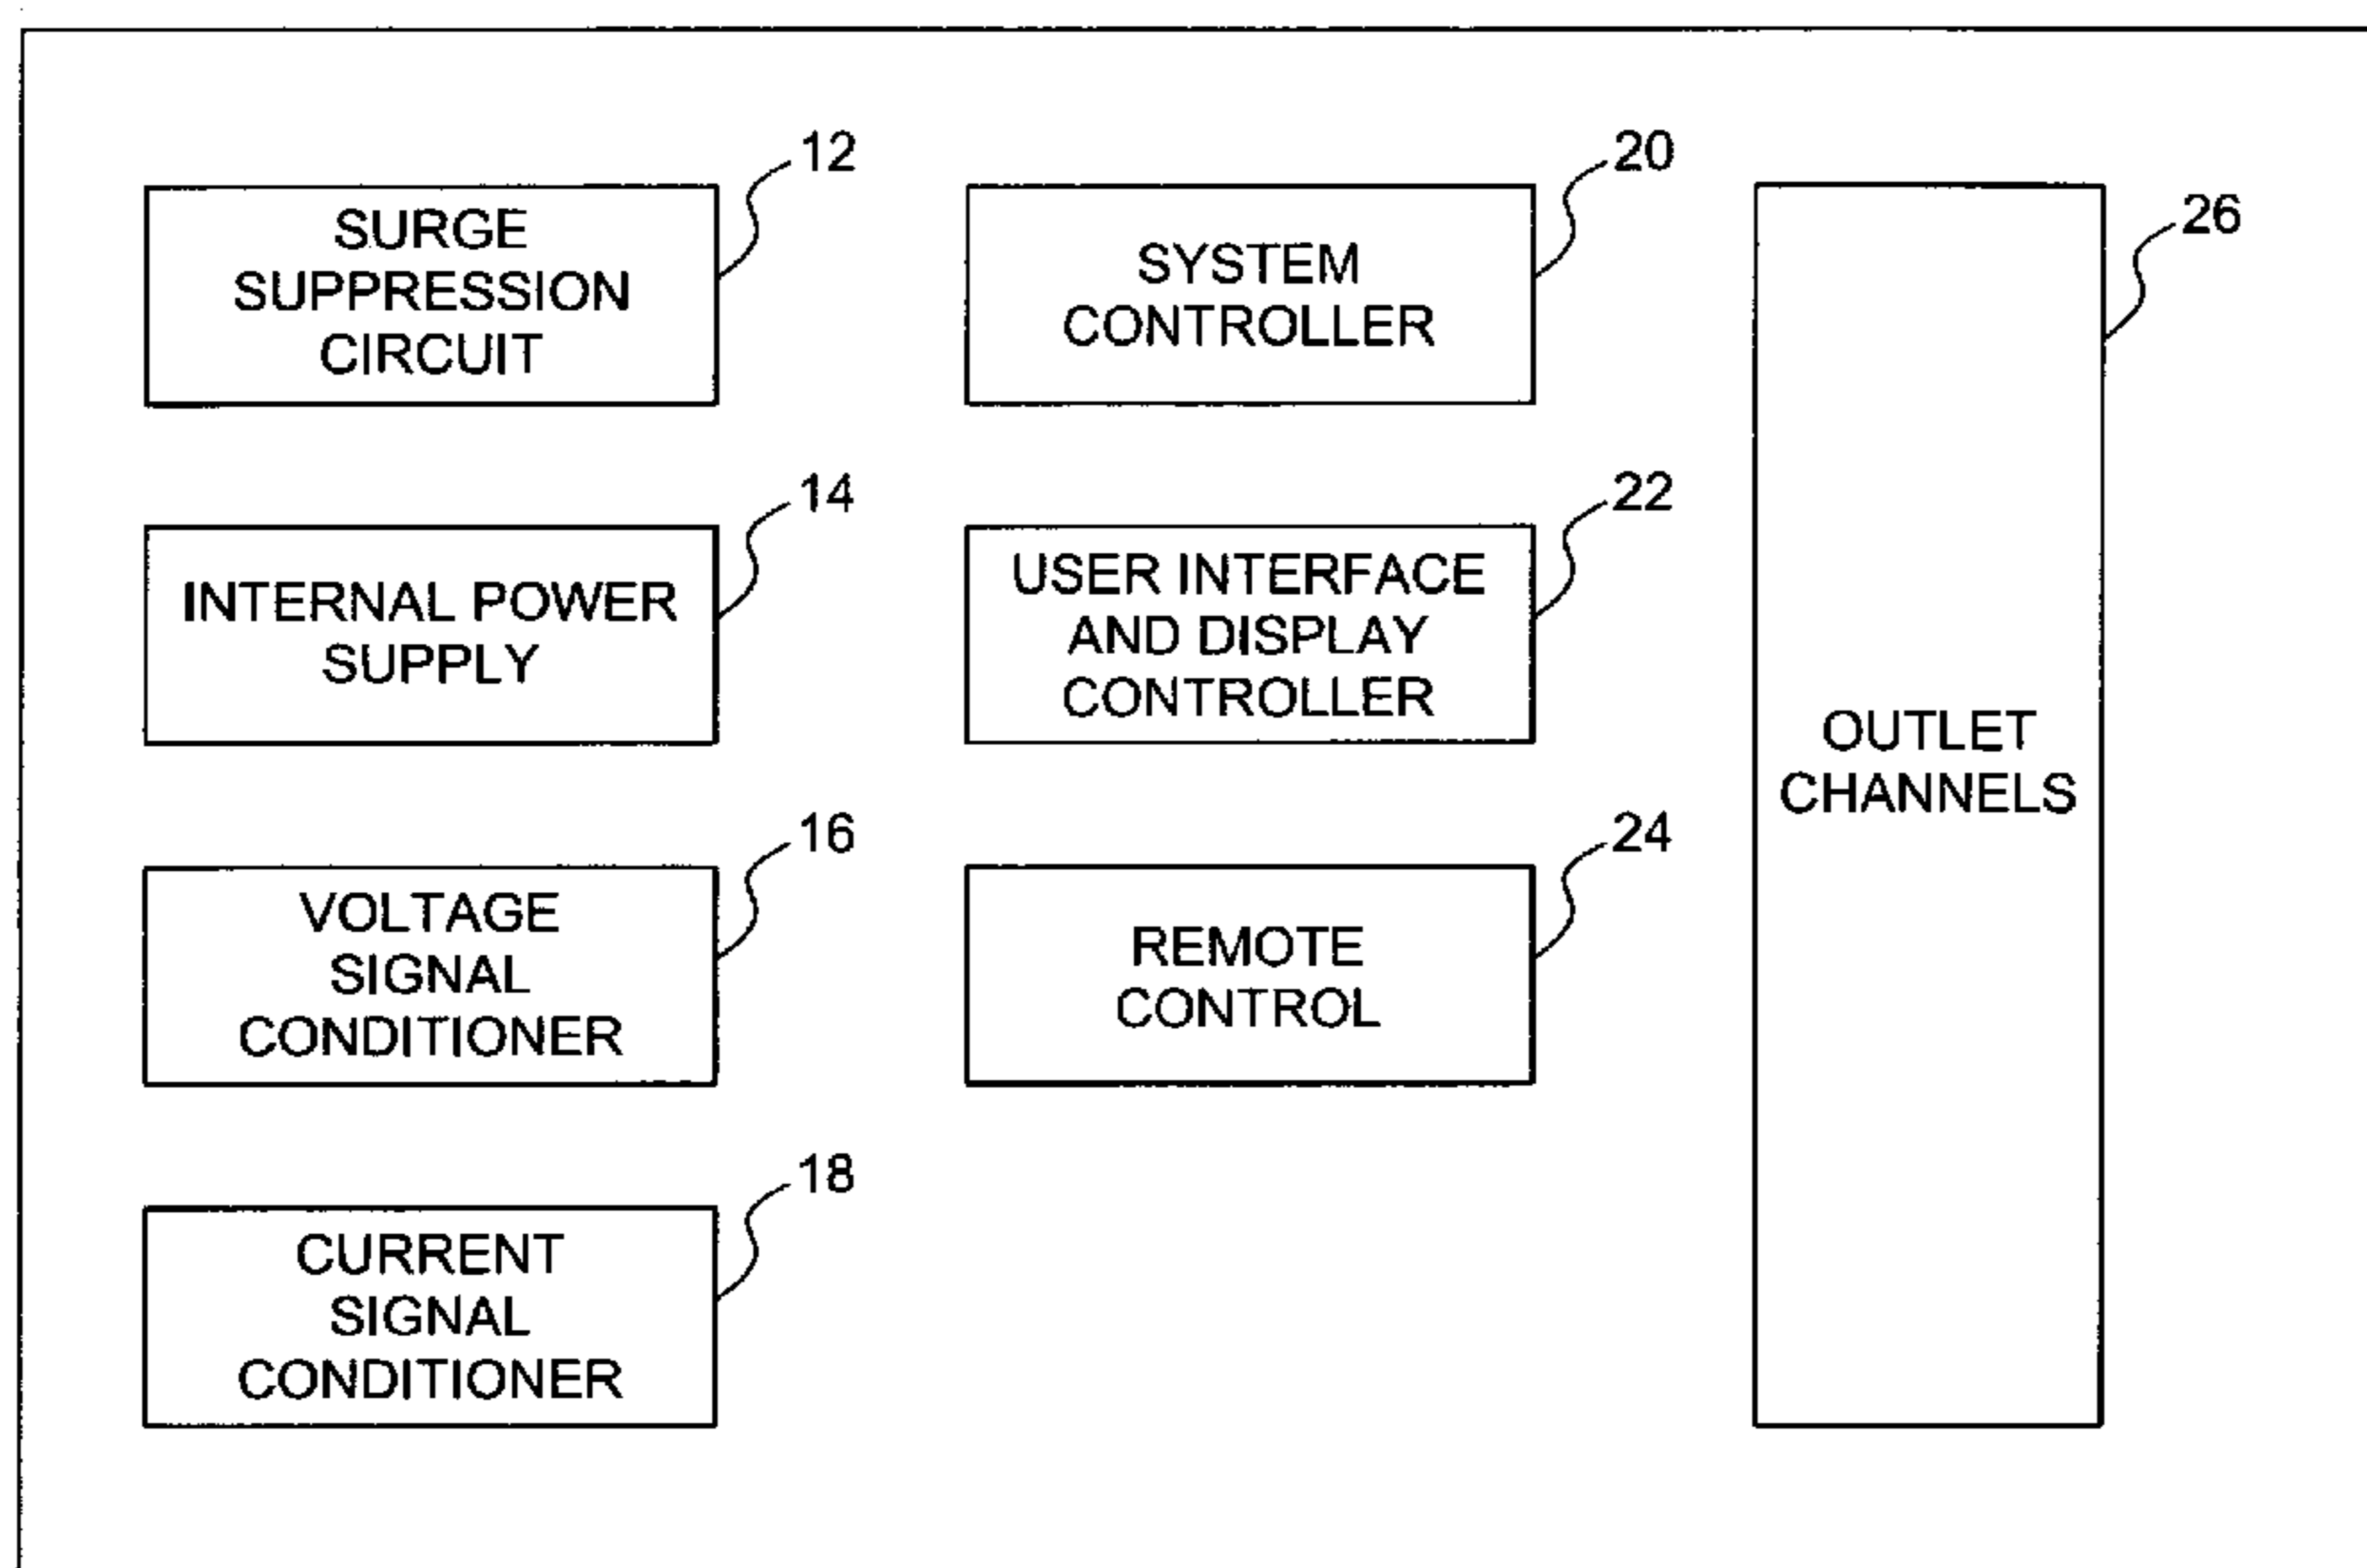 12
SURGE
SUPPRESSION
CIRCUIT
14
INTERNAL POWER
SUPPLY
16
VOLTAGE
SIGNAL
CONDITIONER
18
CURRENT
SIGNAL
CONDITIONER
20
SYSTEM
CONTROLLER
22
USER INTERFACE
AND DISPLAY
CONTROLLER
24
REMOTE
CONTROL
26
OUTLET
CHANNELS